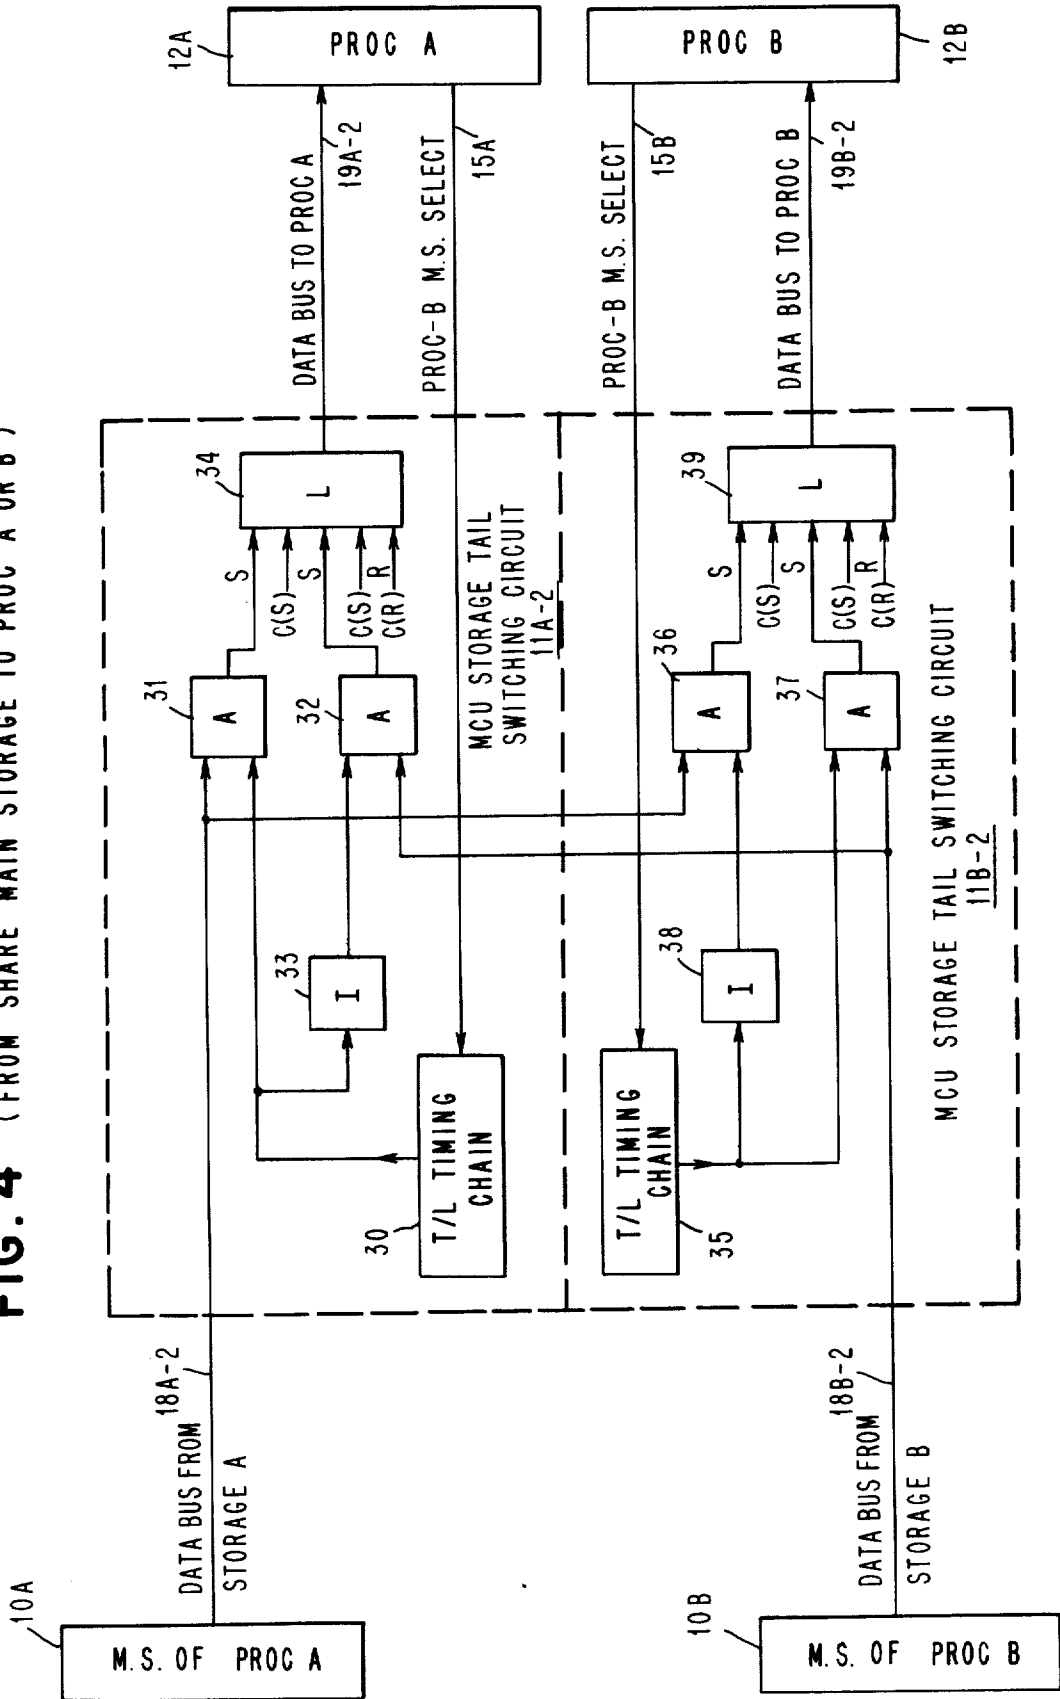 FIG. 4 (FROM SHARE MAIN STORAGE TO PROC A OR B)
10A
M.S. OF PROC A
DATA BUS FROM
STORAGE A
18A-2
30
T/L TIMING
CHAIN
33
I
31
A
32
A
S
C(S)
S
C(S)
R
C(R)
34
L
MCU STORAGE TAIL
SWITCHING CIRCUIT
11A-2
DATA BUS TO PROC A
19A-2
PROC-B M.S. SELECT
15A
12A
PROC A
10B
M.S. OF PROC B
DATA BUS FROM
STORAGE B
18B-2
T/L TIMING
CHAIN
35
38
I
36
A
37
A
S
C(S)
S
C(S)
R
C(R)
39
L
MCU STORAGE TAIL SWITCHING CIRCUIT
11B-2
PROC-B M.S. SELECT
15B
DATA BUS TO PROC B
19B-2
PROC B
12B